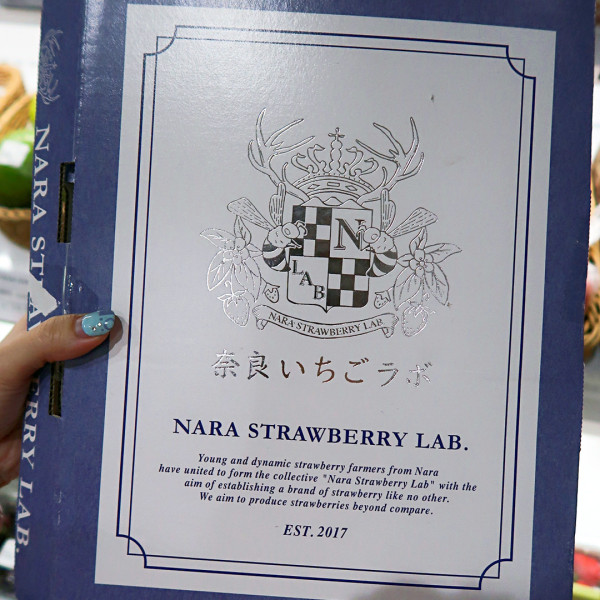 NARA STRAWBERRY LAB.
N
LAB
NARA STRAWBERRY LAB
奈良いちごラボ
NARA STRAWBERRY LAB.
Young and dynamic strawberry farmers from Nara
have united to form the collective "Nara Strawberry Lab" with the
aim of establishing a brand of strawberry like no other.
We aim to produce strawberries beyond compare.
EST. 2017